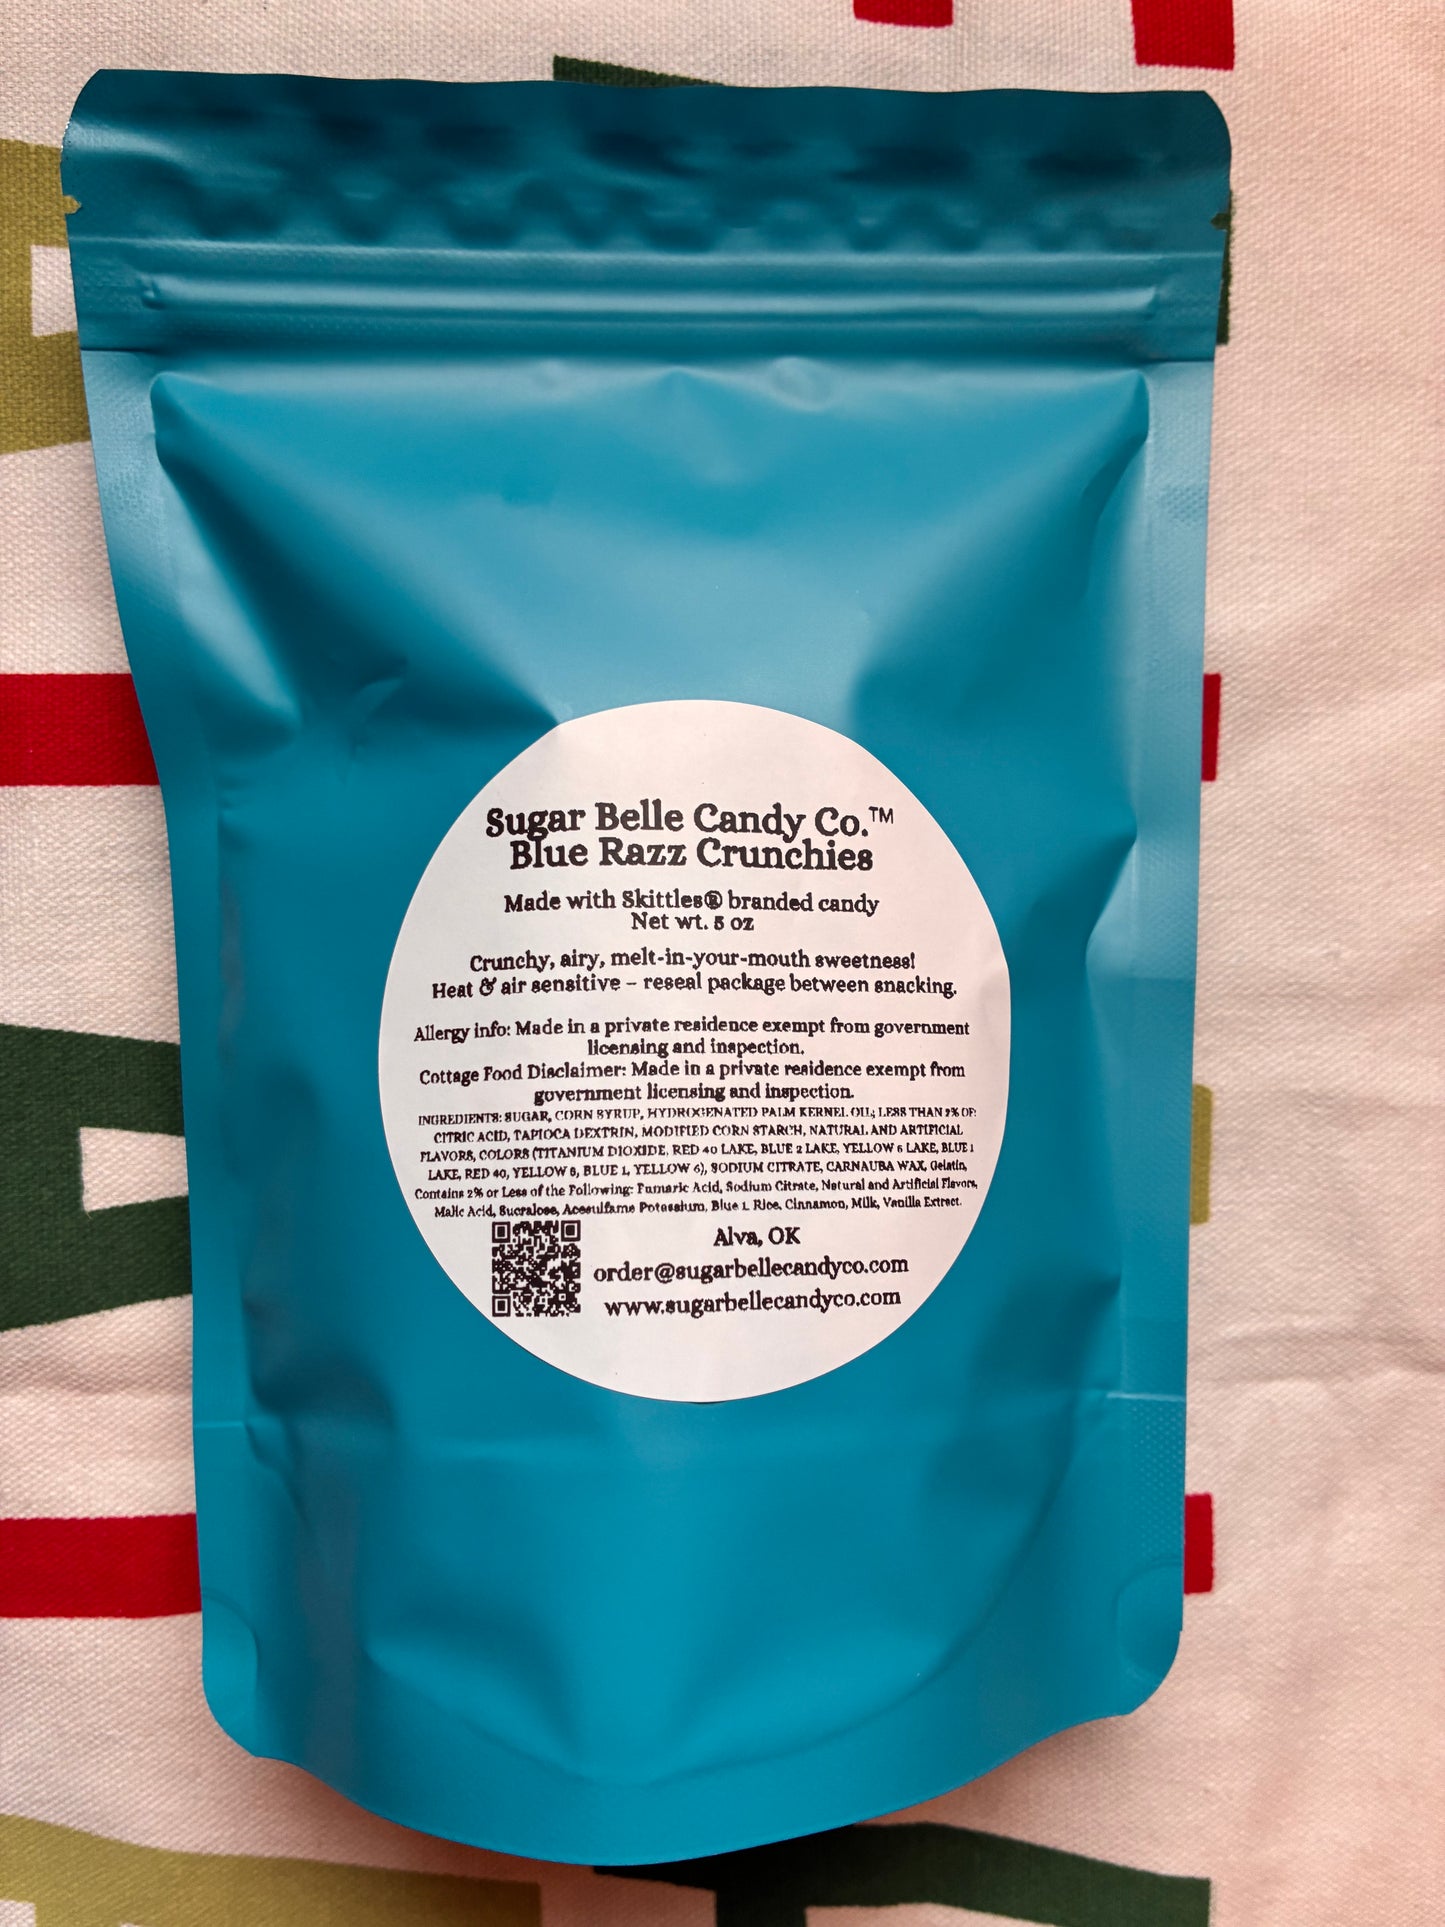 Sugar Belle Candy Co.™
Blue Razz Crunchies
Made with Skittles® branded candy
Net wt. 5 oz
Crunchy, airy, melt-in-your-mouth sweetness!
Heat & air sensitive – reseal package between snacking.
Allergy info: Made in a private residence exempt from government
licensing and inspection.
Cottage Food Disclaimer: Made in a private residence exempt from
government licensing and inspection.
INGREDIENTS: SUGAR, CORN SYRUP, HYDROGENATED PALM KERNEL OIL; LESS THAN 2% OF:
CITRIC ACID, TAPIOCA DEXTRIN, MODIFIED CORN STARCH, NATURAL AND ARTIFICIAL
FLAVORS, COLORS (TITANIUM DIOXIDE, RED 40 LAKE, BLUE 2 LAKE, YELLOW 6 LAKE, BLUE 1
LAKE, RED 40, YELLOW BLUE 1, YELLOW 6), SODIUM CITRATE, CARNAUBA WAX, Gelatin,
Contains 2% or Less of the Following: Fumaric Acid, Sodium Citrate, Natural and Artificial Flavors,
Malic Acid, Sucralose, Acesulfame Potassium, Blue 1. Rice, Cinnamon, Milk, Vanilla Extract.
Alva, OK
order@sugarbellecandyco.com
www.sugarbellecandyco.com